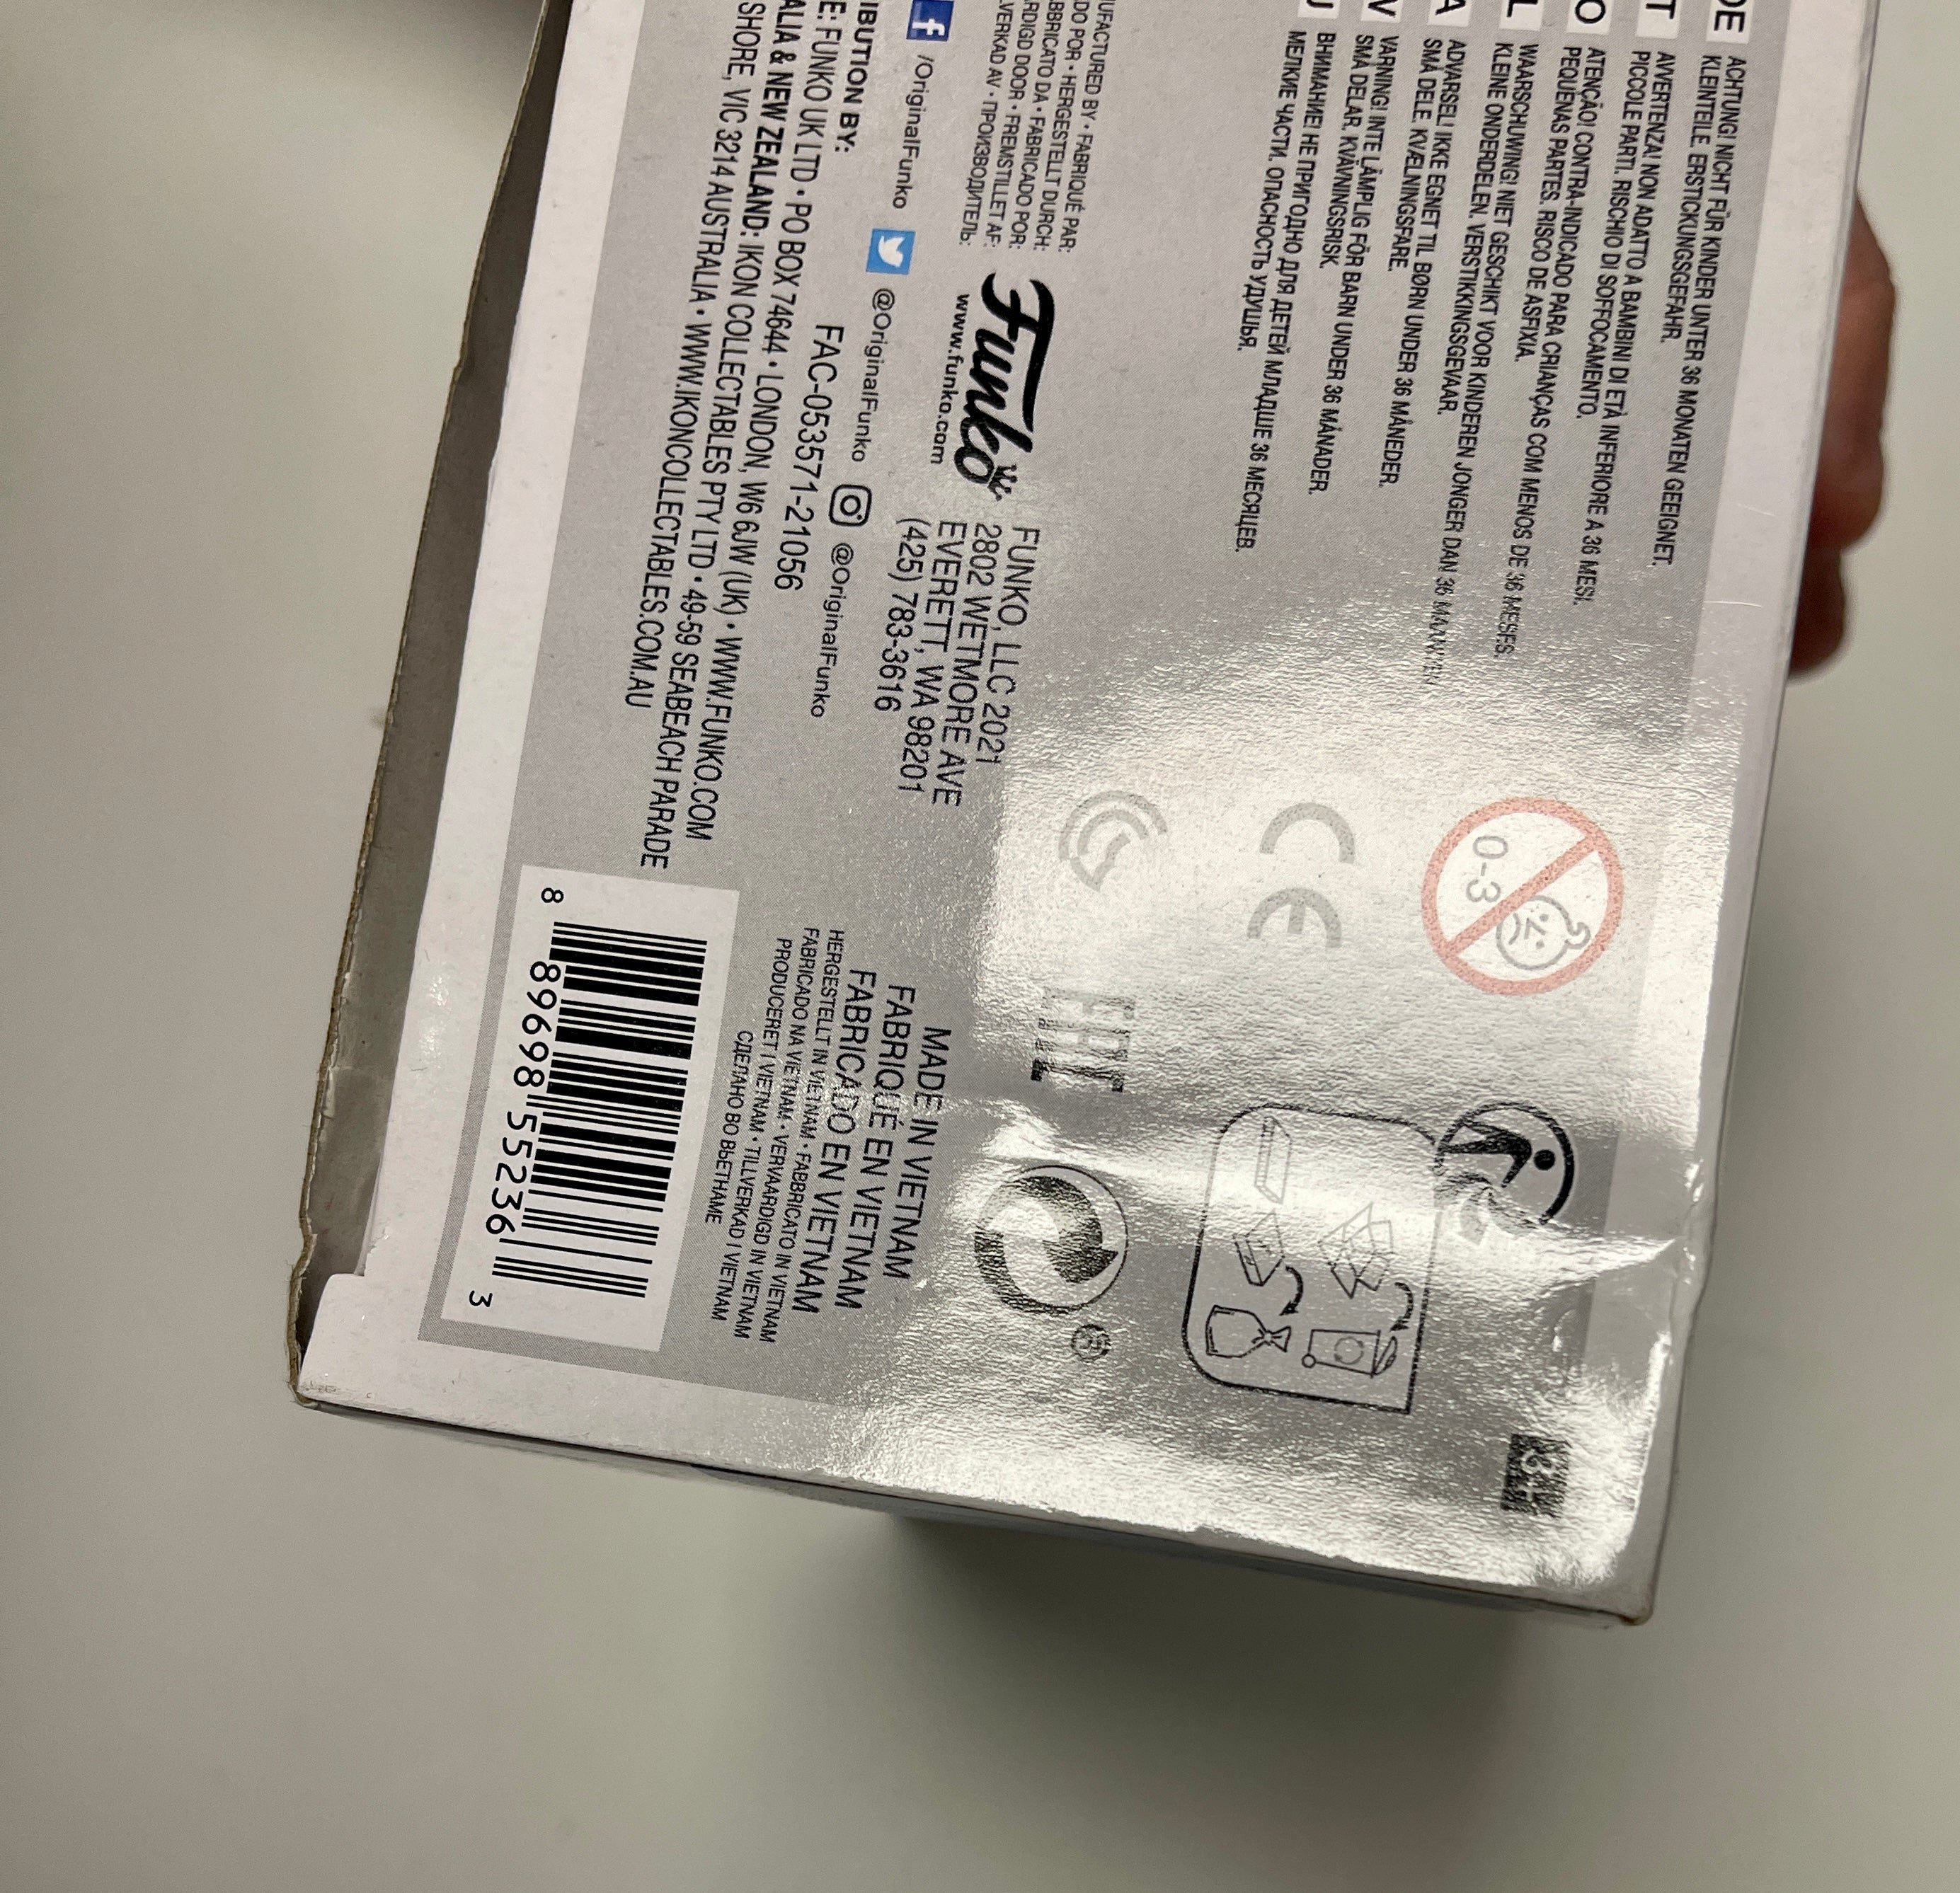 DE
ACHTUNG! NICHT FÜR KINDER UNTER 36 MONATEN GEEIGNET.
KLEINTEILE. ERSTICKUNGSGEFAHR.
AVVERTENZA! NON ADATTO A BAMBINI DI ETÀ INFERIORE A 36 MESI.
PICCOLE PARTI. RISCHIO DI SOFFOCAMENTO.
ATENÇÃO! CONTRA-INDICADO PARA CRIANÇAS COM MENOS DE 36 MESES.
PEQUENAS PARTES. RISCO DE ASFIXIA.
WAARSCHUWING! NIET GESCHIKT VOOR KINDEREN JONGER DAN 36 MAANDEN
KLEINE ONDERDELEN. VERSTIKKINGSGEVAAR.
ADVARSEL! IKKE EGNET TIL BØRN UNDER 36 MÅNEDER.
SMÅ DELE. KVÆLNINGSFARE.
VARNING! INTE LÄMPLIG FÖR BARN UNDER 36 MÅNADER.
SMÅ DELAR. KVÄVNINGSRISK.
ВНИМАНИЕ! НЕ ПРИГОДНО ДЛЯ ДЕТЕЙ МЛАДШЕ 36 МЕСЯЦЕВ.
МЕЛКИЕ ЧАСТИ. ОПАСНОСТЬ УДУШЬЯ.
0-3
CE
EAC
UFACTURED BY • FABRIQUÉ PAR:
DO POR • HERGESTELLT DURCH:
BBRICATO DA • FABRICADO POR:
RDIGD DOOR • FREMSTILLET AF:
VERKAD AV • ПРОИЗВОДИТЕЛЬ:
Funko
www.funko.com
FUNKO, LLC 2021
2802 WETMORE AVE
EVERETT, WA 98201
(425) 783-3616
/OriginalFunko @OriginalFunko @OriginalFunko
FAC-053571-21056
IBUTION BY:
E: FUNKO UK LTD • PO BOX 74644 • LONDON, W6 6JW (UK) • WWW.FUNKO.COM
ALIA & NEW ZEALAND: IKON COLLECTABLES PTY LTD • 49-59 SEABEACH PARADE
SHORE, VIC 3214 AUSTRALIA • WWW.IKONCOLLECTABLES.COM.AU
MADE IN VIETNAM
FABRIQUÉ EN VIETNAM
FABRICADO EN VIETNAM
HERGESTELLT IN VIETNAM • FABBRICATO IN VIETNAM
FABRICADO NA VIETNAM • VERVAARDIGD IN VIETNAM
PRODUCERET I VIETNAM • TILLVERKAD I VIETNAM
СДЕЛАНО ВО ВЬЕТНАМЕ
®
8 89698 55236 3